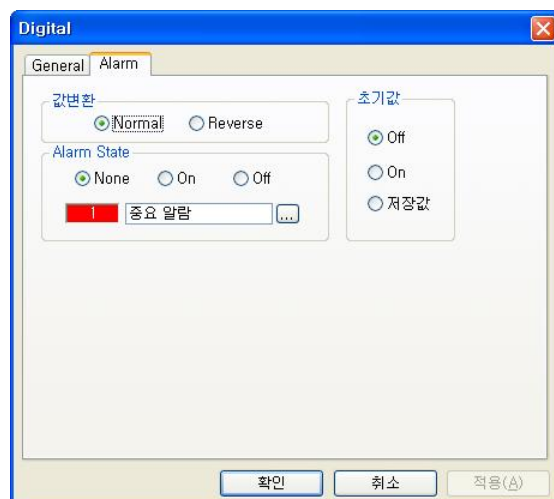 Digital
General Alarm
값변환
Normal Reverse
초기값
Off
On
저장값
Alarm State
None On Off
1 중요 알람 ...
확인 취소 적용(A)